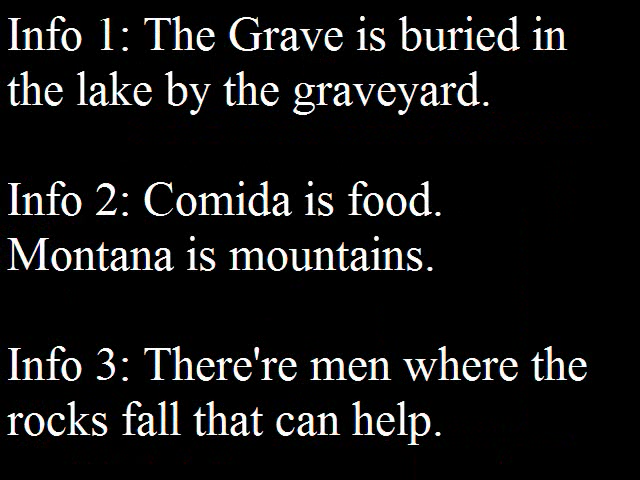 Info 1: The Grave is buried in
the lake by the graveyard.
Info 2: Comida is food.
Montana is mountains.
Info 3: There're men where the
rocks fall that can help.